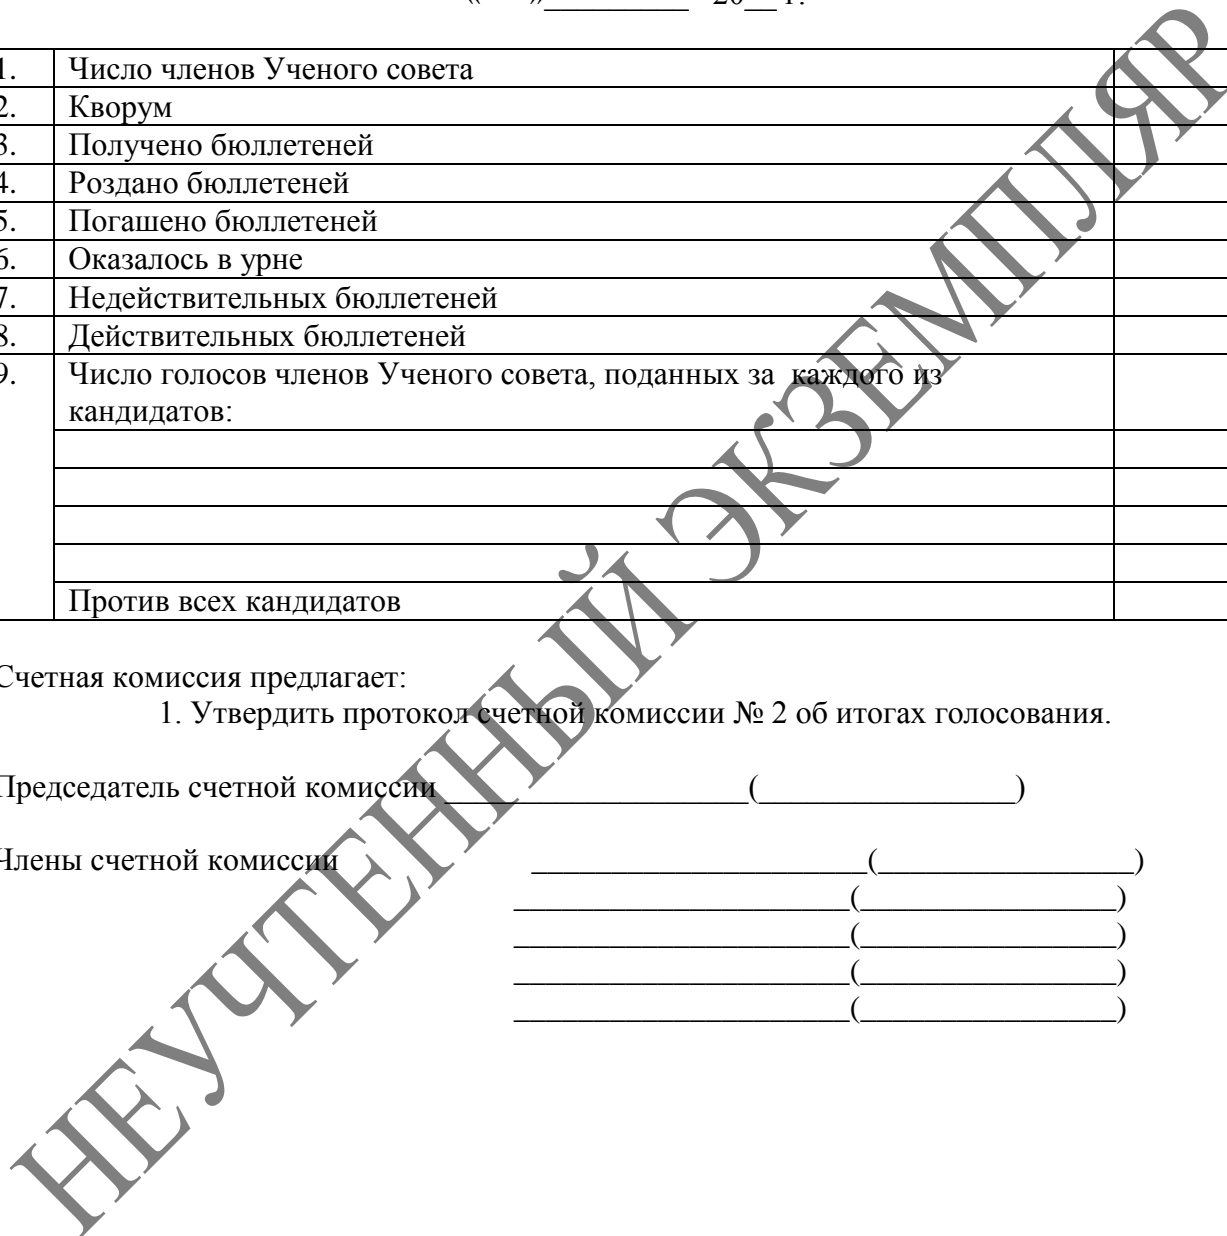 «__»_________ 20__ г.
1. Число членов Ученого совета
2. Кворум
3. Получено бюллетеней
4. Роздано бюллетеней
5. Погашено бюллетеней
6. Оказалось в урне
7. Недействительных бюллетеней
8. Действительных бюллетеней
9. Число голосов членов Ученого совета, поданных за каждого из
кандидатов:
Против всех кандидатов
Счетная комиссия предлагает:
1. Утвердить протокол счетной комиссии № 2 об итогах голосования.
Председатель счетной комиссии ___________________(________________)
Члены счетной комиссии _____________________(________________)
_____________________(________________)
_____________________(________________)
_____________________(________________)
_____________________(________________)
НЕУЧТЕННЫЙ ЭКЗЕМПЛЯР